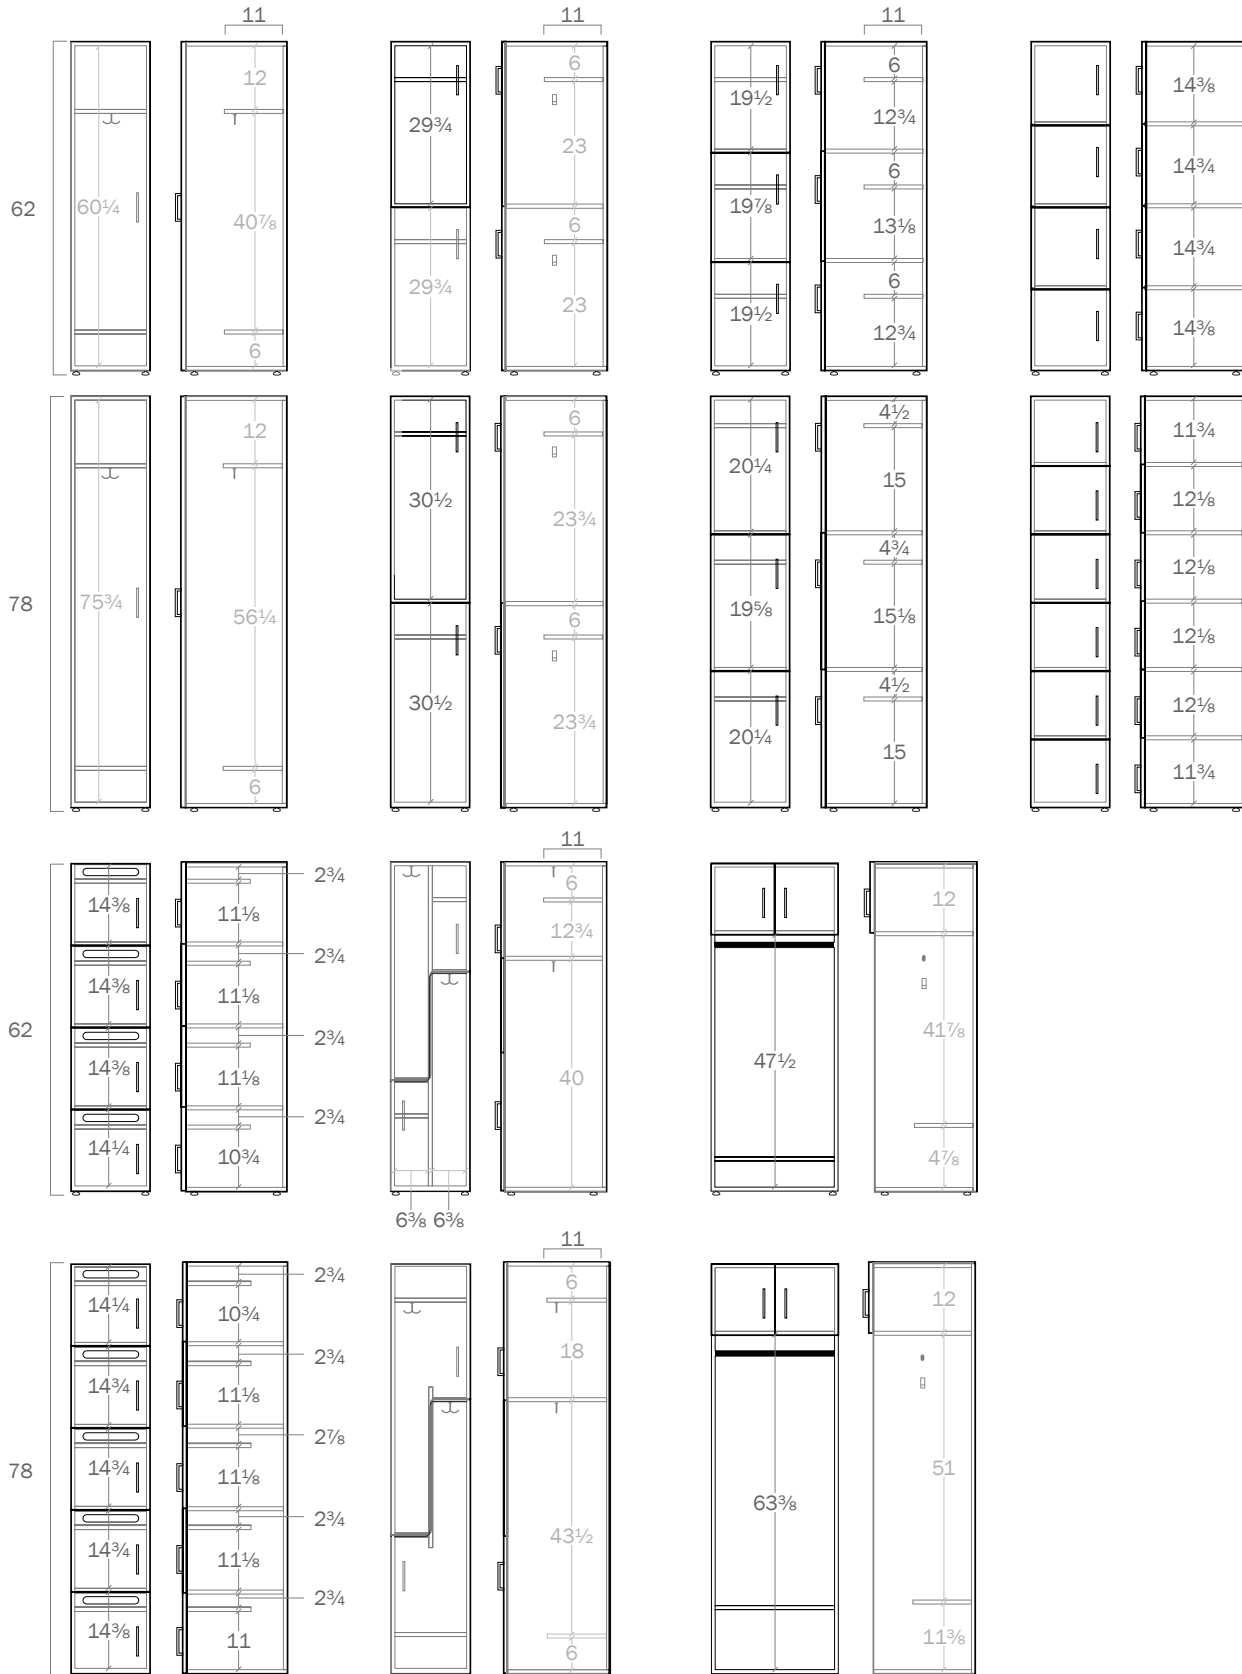 11 11 11
12 6 6 14⅜
19½
29¾ 12¾
23
6 14¾
62 60¼ 40⅞ 19⅞
6 13⅛ 14¾
6
29¾ 23 19½ 12¾ 14⅜
6
12 6 4½ 11¾
20¼
30½ 15 12⅛
23¾
4¾ 12⅛
78 75¾ 56¼ 19⅝ 15⅛
6 12⅛
4½
30½ 23¾ 20¼ 15 12⅛
6 11¾
11
2¾
14⅜ 11⅛ 6 12
12¾
2¾
14⅜ 11⅛
62 2¾ 41⅞
14⅜ 11⅛ 40 47½
2¾
14¼ 10¾ 4⅞
6⅜ 6⅜
11
2¾ 6 12
14¼ 10¾
2¾ 18
14¾ 11⅛
2⅞
78 14¾ 11⅛ 51
2¾ 63⅜
14¾ 11⅛ 43½
2¾
14⅜ 11 6 11⅜